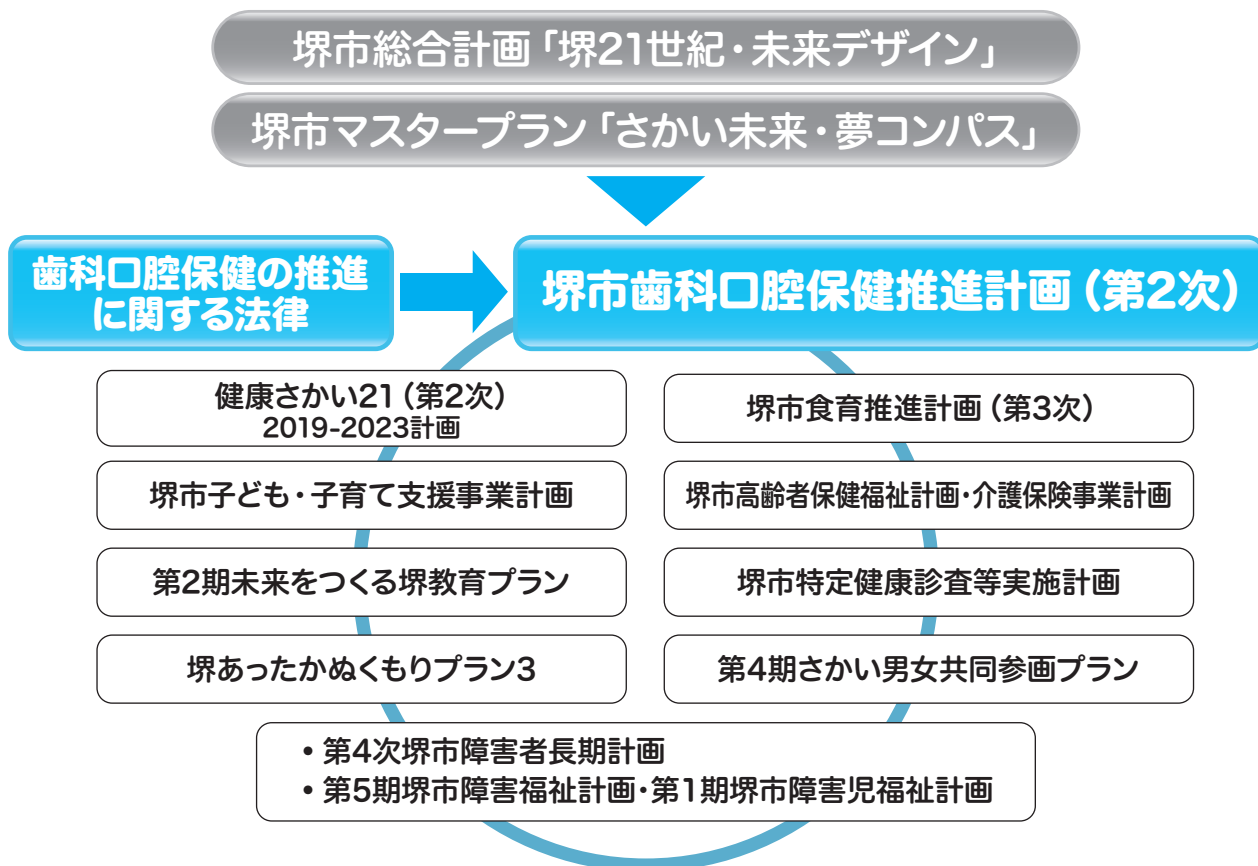 堺市総合計画「堺21世紀・未来デザイン」
堺市マスタープラン「さかい未来・夢コンパス」
歯科口腔保健の推進
に関する法律
堺市歯科口腔保健推進計画（第2次）
健康さかい21（第2次）
2019-2023計画
堺市食育推進計画（第3次）
堺市子ども・子育て支援事業計画
堺市高齢者保健福祉計画・介護保険事業計画
第2期未来をつくる堺教育プラン
堺市特定健康診査等実施計画
堺あったかぬくもりプラン3
第4期さかい男女共同参画プラン
• 第4次堺市障害者長期計画
• 第5期堺市障害福祉計画・第1期堺市障害児福祉計画